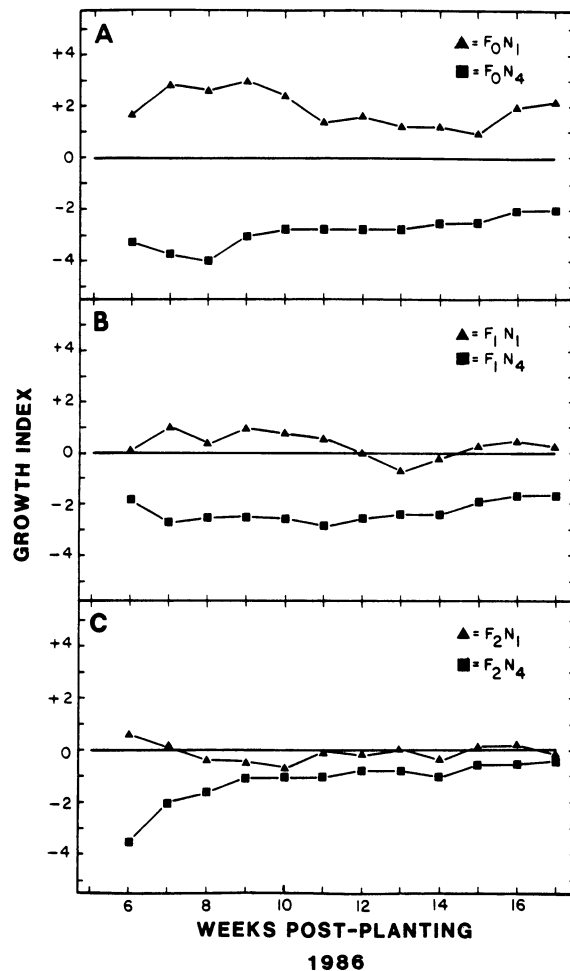 A
▲ = F₀N₁
■ = F₀N₄
+4
+2
0
-2
-4
B
▲ = F₁N₁
■ = F₁N₄
+4
+2
0
-2
-4
C
▲ = F₂N₁
■ = F₂N₄
+4
+2
0
-2
-4
GROWTH INDEX
6 8 10 12 14 16
WEEKS POST-PLANTING
1986